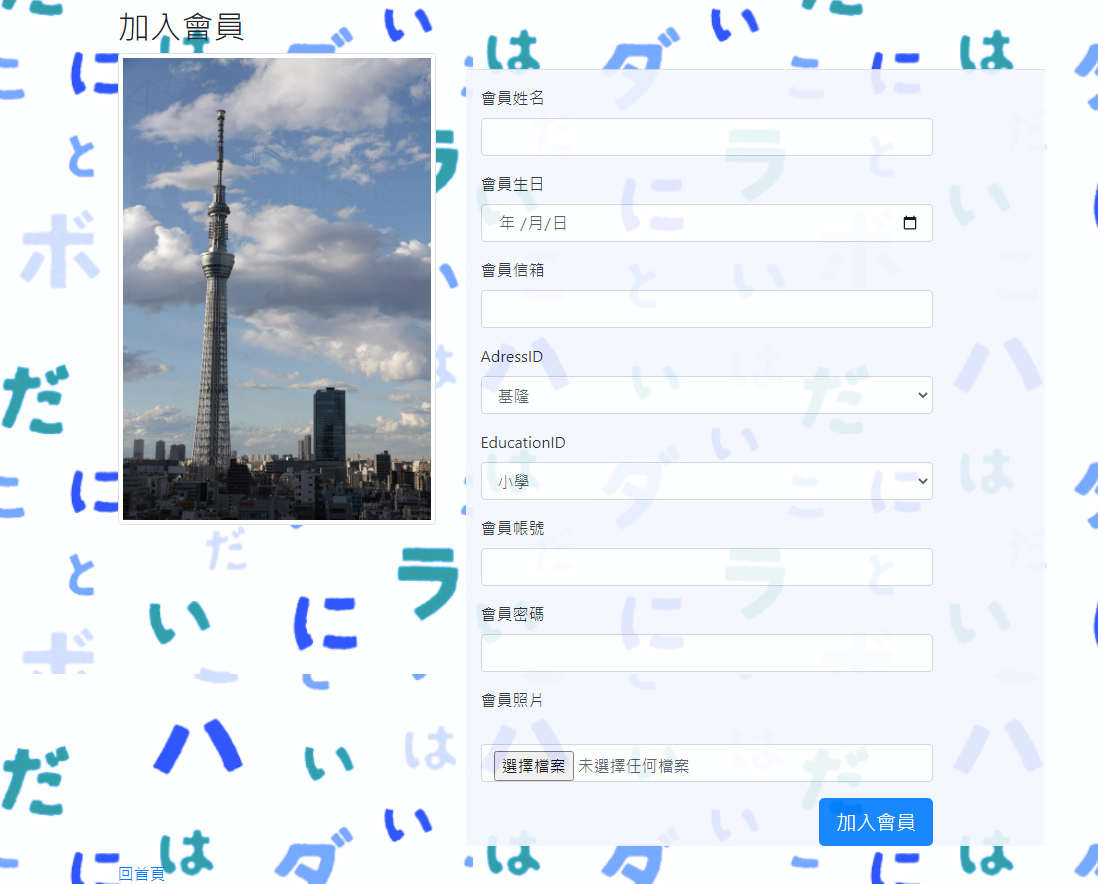 加入會員
會員姓名
會員生日
年 /月/日
會員信箱
AdressID
基隆
EducationID
小學
會員帳號
會員密碼
會員照片
選擇檔案 未選擇任何檔案
加入會員
回首頁